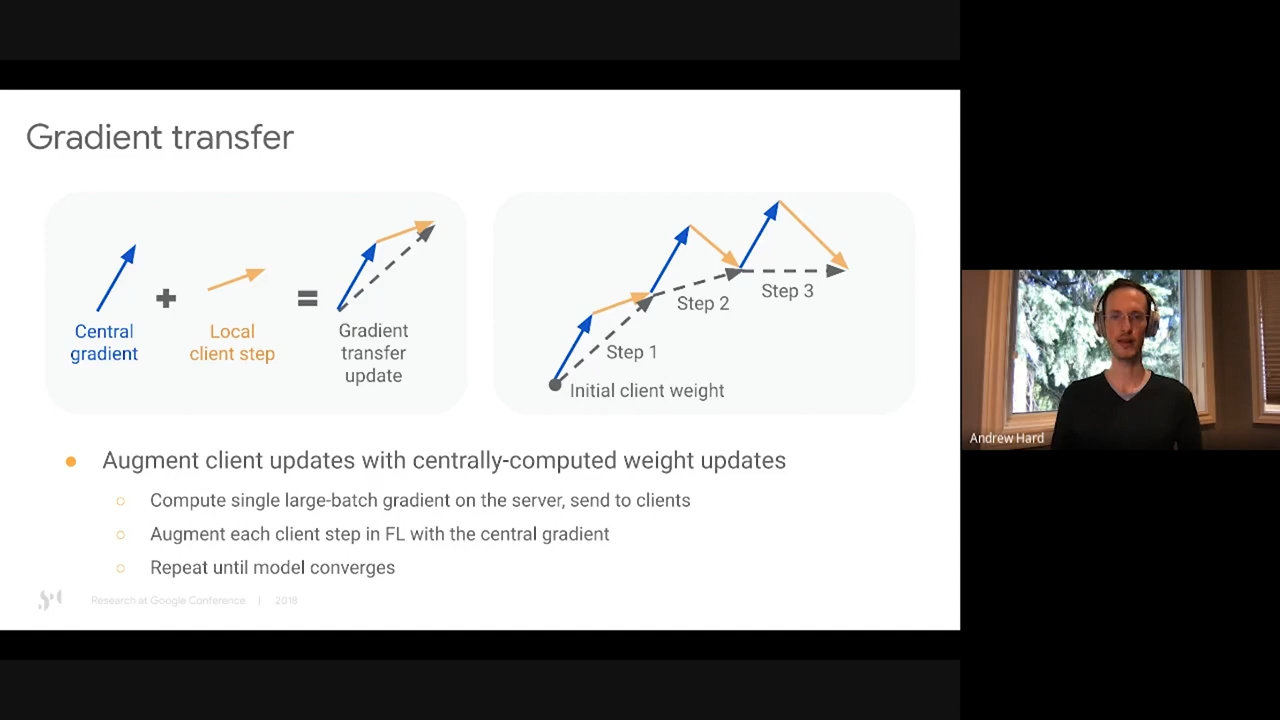 Gradient transfer
Central
gradient
+
Local
client step
=
Gradient
transfer
update
Step 1
Step 2
Step 3
Initial client weight
Augment client updates with centrally-computed weight updates
Compute single large-batch gradient on the server, send to clients
Augment each client step in FL with the central gradient
Repeat until model converges
Research at Google Conference | 2018
Andrew Hard